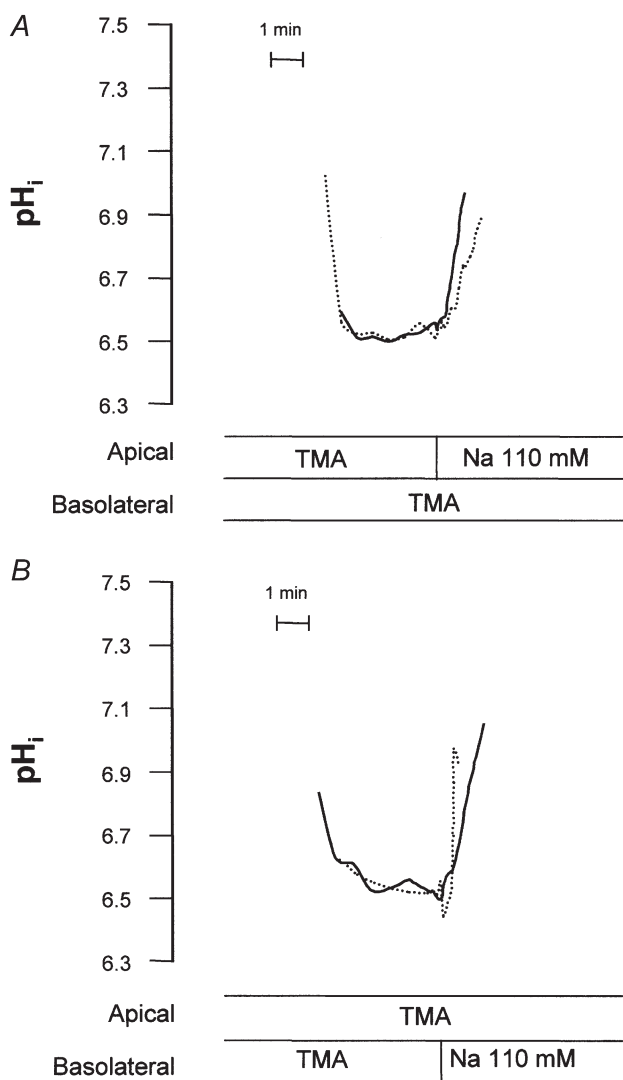 A
7.5
1 min
7.3
7.1
pHi
6.9
6.7
6.5
6.3
Apical TMA Na 110 mM
Basolateral TMA
B
7.5
1 min
7.3
7.1
pHi
6.9
6.7
6.5
6.3
Apical TMA
Basolateral TMA Na 110 mM